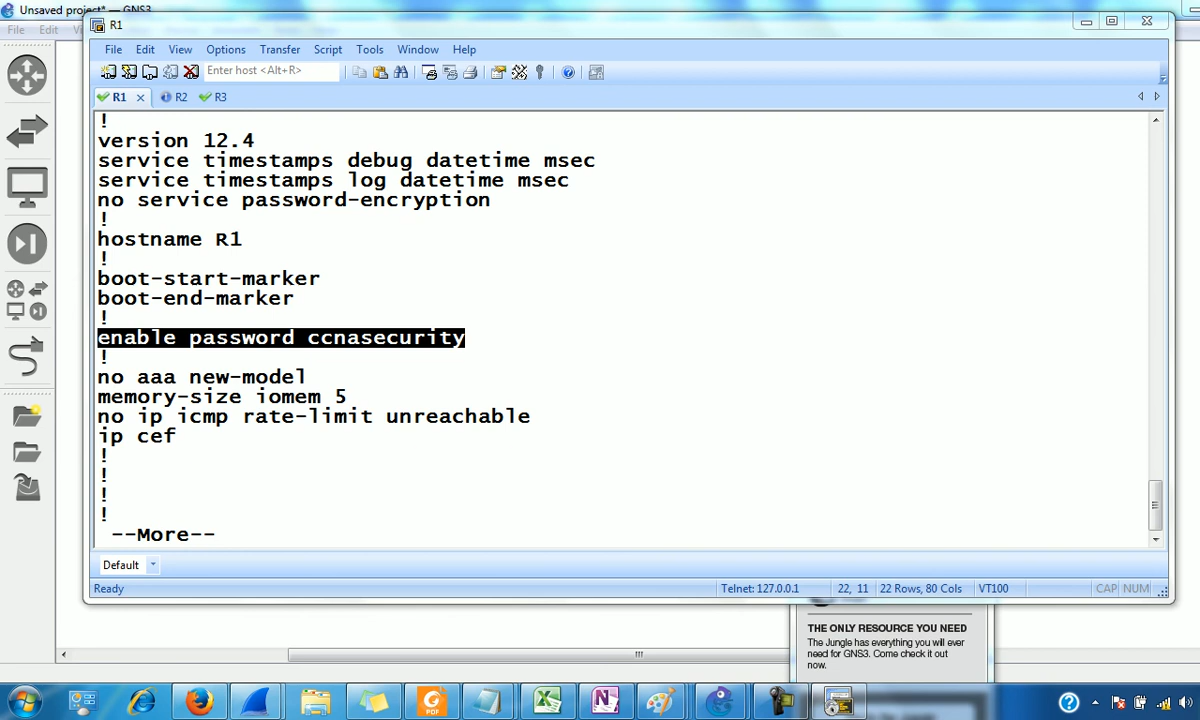 Unsaved project* — GNS3
File Edit
R1
File Edit View Options Transfer Script Tools Window Help
Enter host <Alt+R>
R1 R2 R3
!
version 12.4
service timestamps debug datetime msec
service timestamps log datetime msec
no service password-encryption
!
hostname R1
!
boot-start-marker
boot-end-marker
!
enable password ccnasecurity
!
no aaa new-model
memory-size iomem 5
no ip icmp rate-limit unreachable
ip cef
!
!
!
!
--More--
Default
Ready Telnet: 127.0.0.1 22, 11 22 Rows, 80 Cols VT100 CAP NUM
THE ONLY RESOURCE YOU NEED
The Jungle has everything you will ever
need for GNS3. Come check it out
now.
PDF